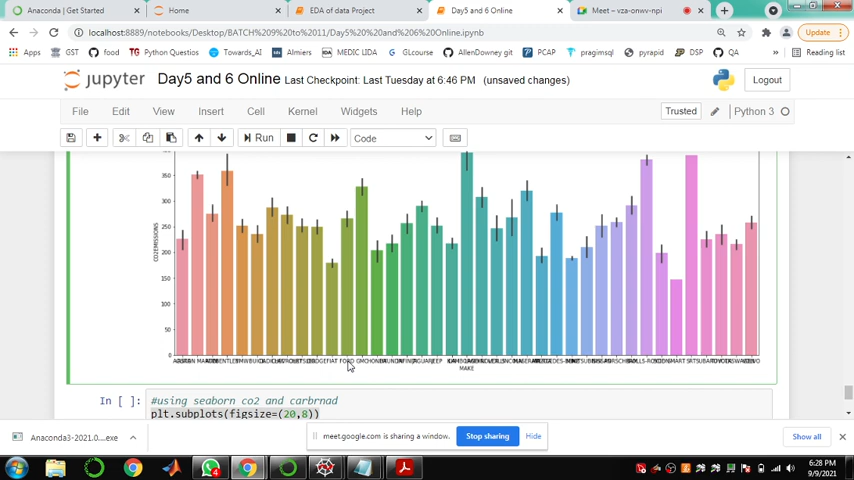 Anaconda | Get Started
Home
EDA of data Project
Day5 and 6 Online
Meet – vza-onwv-npi
localhost:8889/notebooks/Desktop/BATCH%209%20to%2011/Day5%20%20and%206%20Online.ipynb
Update
Apps
GST
food
TG
Python Questions
Towards_AI
AImers
MEDIC LIDA
GLcourse
AllenDowney git
PCAP
pragimsql
pyrapid
DSP
QA
Reading list
jupyter
Day5 and 6 Online
Last Checkpoint: Last Tuesday at 6:46 PM (unsaved changes)
Logout
File
Edit
View
Insert
Cell
Kernel
Widgets
Help
Trusted
Python 3
Run
Code
350
300
250
200
150
100
50
0
CO2EMISSIONS
MAKE
In [ ]:
#using seaborn co2 and carbrnad
plt.subplots(figsize=(20,8))
Anaconda3-2021.0....exe
meet.google.com is sharing a window.
Stop sharing
Hide
Show all
6:28 PM
9/9/2021